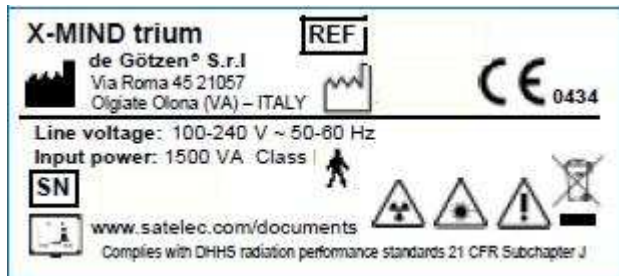 X-MIND trium REF
de Götzen® S.r.l
Via Roma 45 21057
Olgiate Olona (VA) – ITALY
CE 0434
Line voltage: 100-240 V ~ 50-60 Hz
Input power: 1500 VA Class I
SN
www.satelec.com/documents
Complies with DHHS radiation performance standards 21 CFR Subchapter J